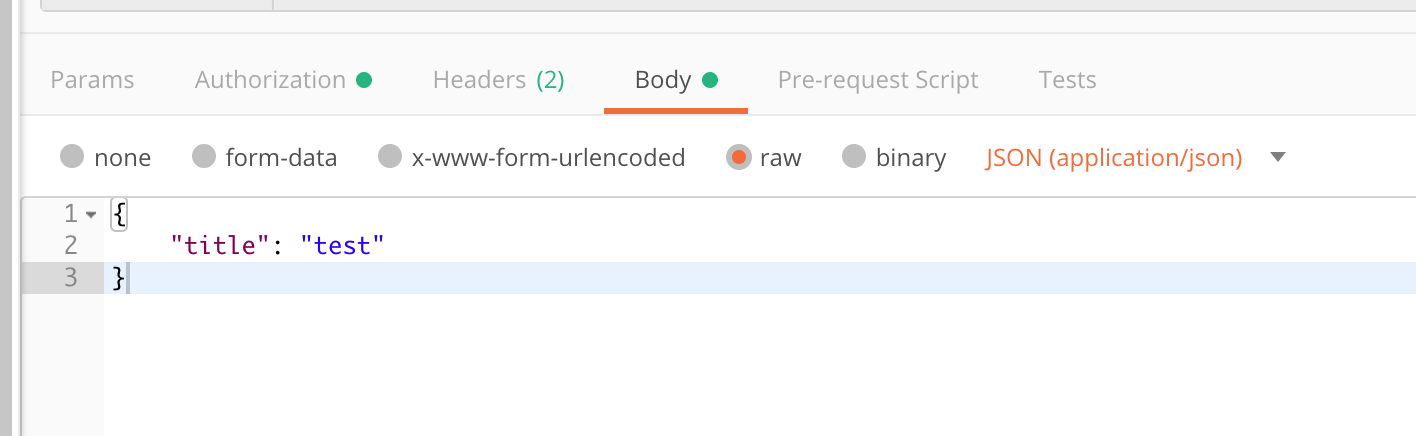 Params Authorization Headers (2) Body Pre-request Script Tests
none form-data x-www-form-urlencoded raw binary JSON (application/json)
1 {
2 "title": "test"
3 }